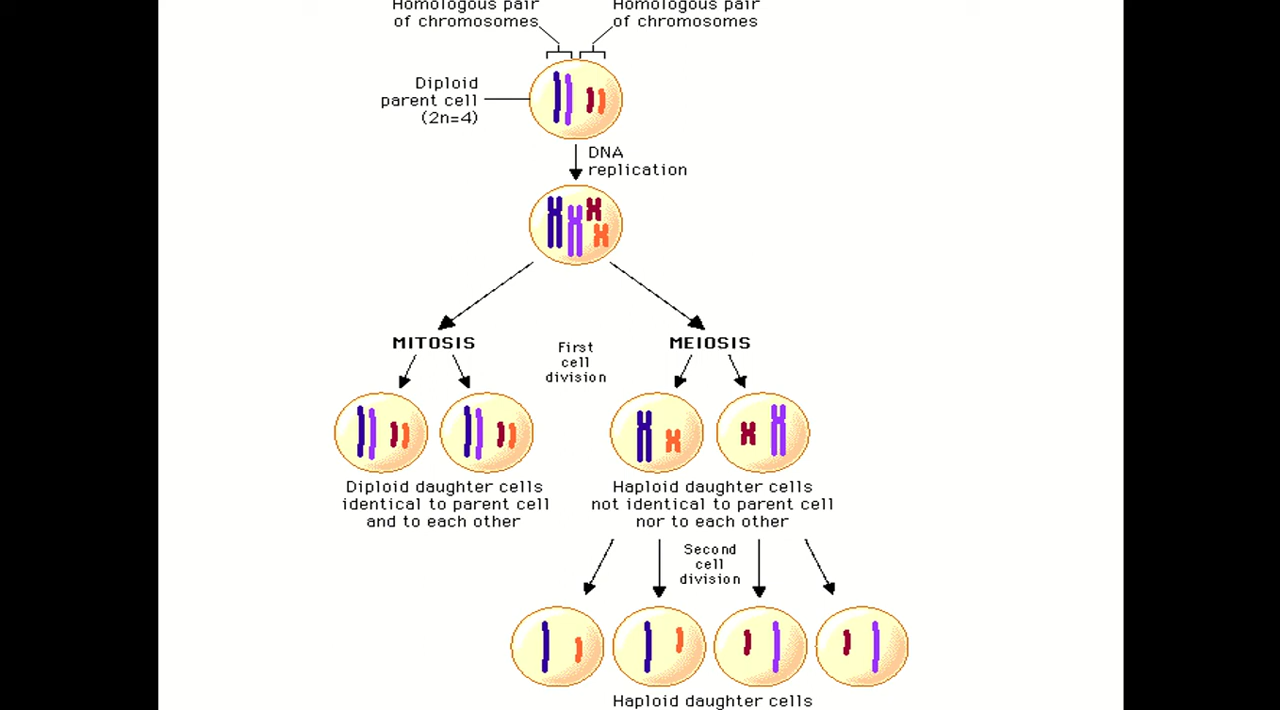 Homologous pair
of chromosomes
Homologous pair
of chromosomes
Diploid
parent cell
(2n=4)
DNA
replication
MITOSIS
First
cell
division
MEIOSIS
Diploid daughter cells
identical to parent cell
and to each other
Haploid daughter cells
not identical to parent cell
nor to each other
Second
cell
division
Haploid daughter cells